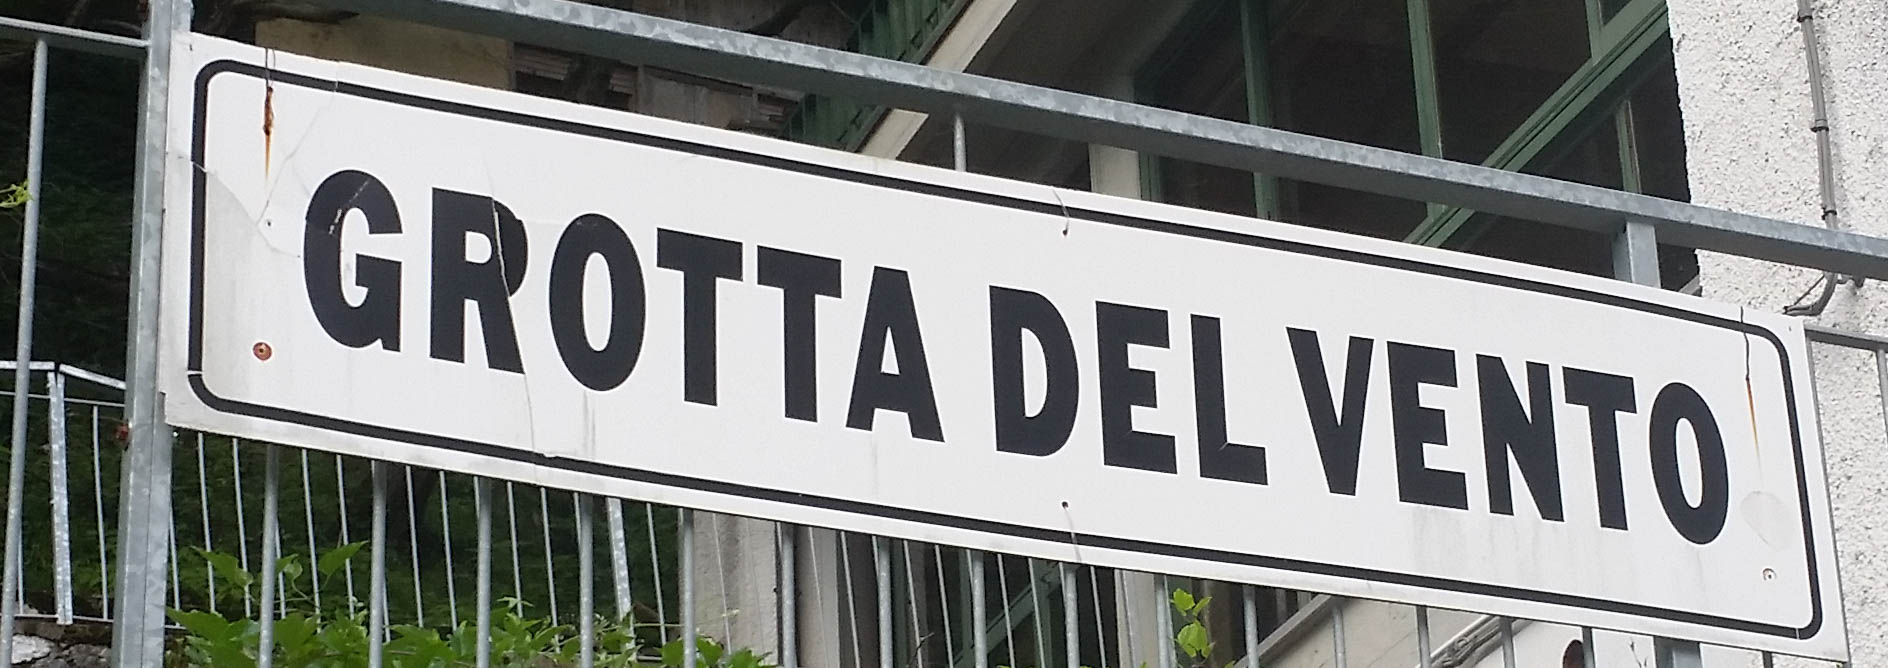 GROTTA DEL VENTO